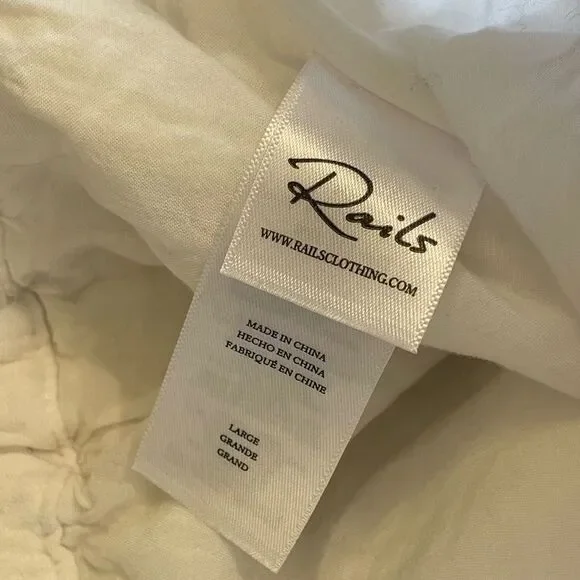 Rails
WWW.RAILSCLOTHING.COM
MADE IN CHINA
HECHO EN CHINA
FABRIQUÉ EN CHINE
LARGE
GRANDE
GRAND